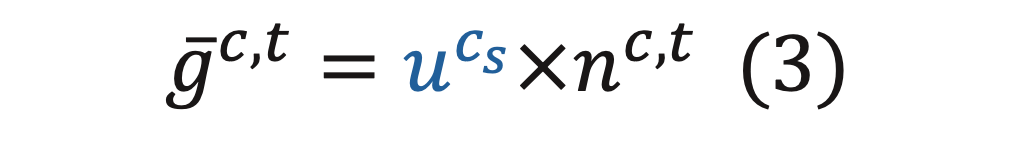 ḡ^{c,t} = u^{c_s}×n^{c,t} (3)